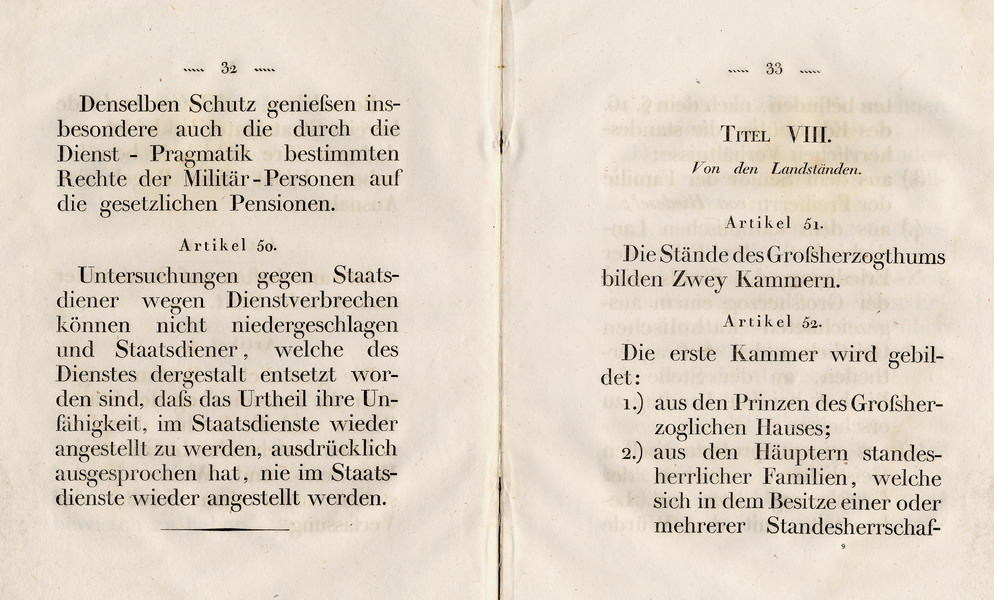 32
Denselben Schutz genieſsen ins-
besondere auch die durch die
Dienst - Pragmatik bestimmten
Rechte der Militär-Personen auf
die gesetzlichen Pensionen.
Artikel 50.
Untersuchungen gegen Staats-
diener wegen Dienstverbrechen
können nicht niedergeschlagen
und Staatsdiener, welche des
Dienstes dergestalt entsetzt wor-
den sind, daſs das Urtheil ihre Un-
fähigkeit, im Staatsdienste wieder
angestellt zu werden, ausdrücklich
ausgesprochen hat, nie im Staats-
dienste wieder angestellt werden.
33
TITEL VIII.
Von den Landständen.
Artikel 51.
Die Stände des Groſsherzogthums
bilden Zwey Kammern.
Artikel 52.
Die erste Kammer wird gebil-
det:
1.) aus den Prinzen des Groſsher-
zoglichen Hauses;
2.) aus den Häuptern standes-
herrlicher Familien, welche
sich in dem Besitze einer oder
mehrerer Standesherrschaf-
9